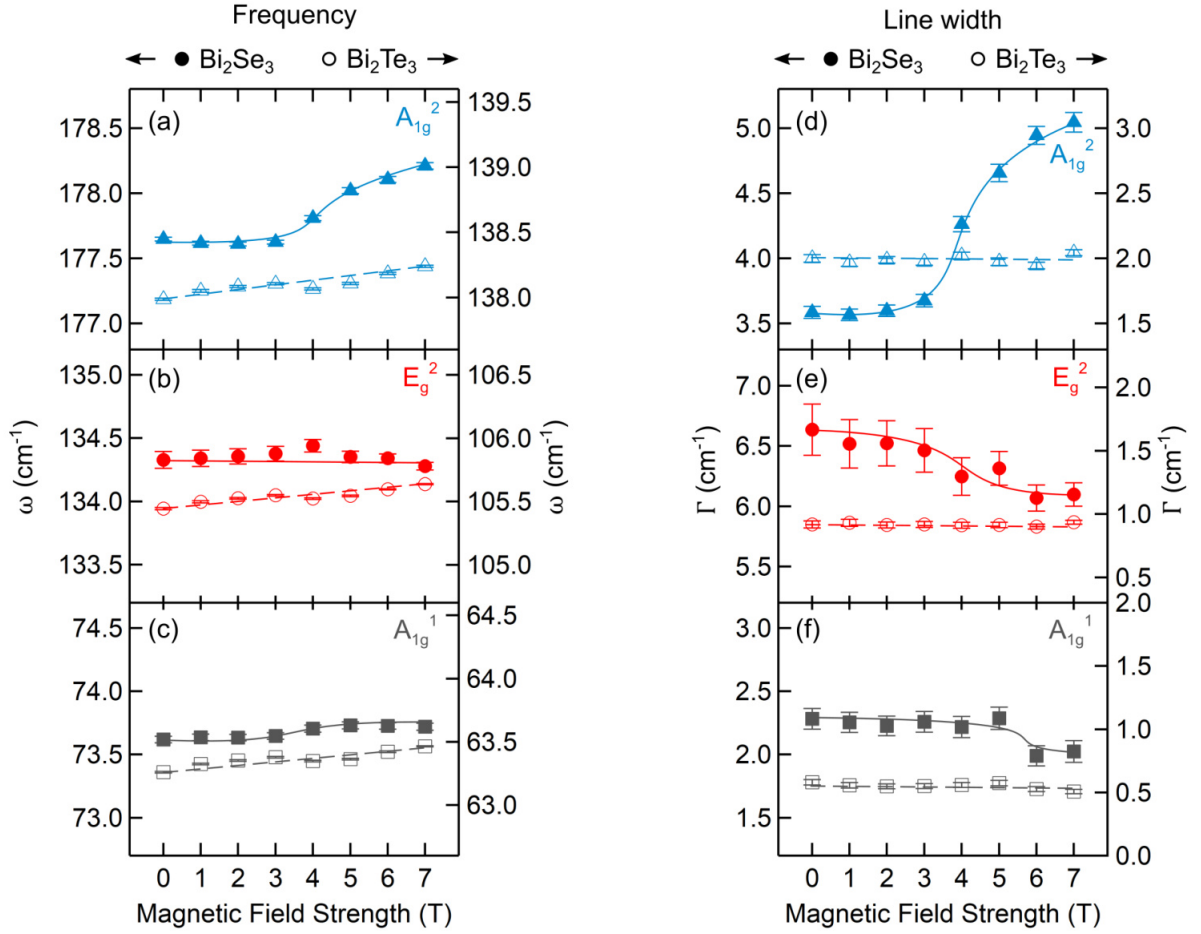 Frequency
← ● Bi₂Se₃ ○ Bi₂Te₃ →
(a)
A₁g²
178.5
178.0
177.5
177.0
139.5
139.0
138.5
138.0
(b)
Eg²
135.0
134.5
134.0
133.5
106.5
106.0
105.5
105.0
ω (cm⁻¹)
ω (cm⁻¹)
(c)
A₁g¹
74.5
74.0
73.5
73.0
64.5
64.0
63.5
63.0
0 1 2 3 4 5 6 7
Magnetic Field Strength (T)
Line width
← ● Bi₂Se₃ ○ Bi₂Te₃ →
(d)
A₁g²
5.0
4.5
4.0
3.5
3.0
2.5
2.0
1.5
(e)
Eg²
7.0
6.5
6.0
5.5
2.0
1.5
1.0
0.5
Γ (cm⁻¹)
Γ (cm⁻¹)
(f)
A₁g¹
3.0
2.5
2.0
1.5
2.0
1.5
1.0
0.5
0.0
0 1 2 3 4 5 6 7
Magnetic Field Strength (T)